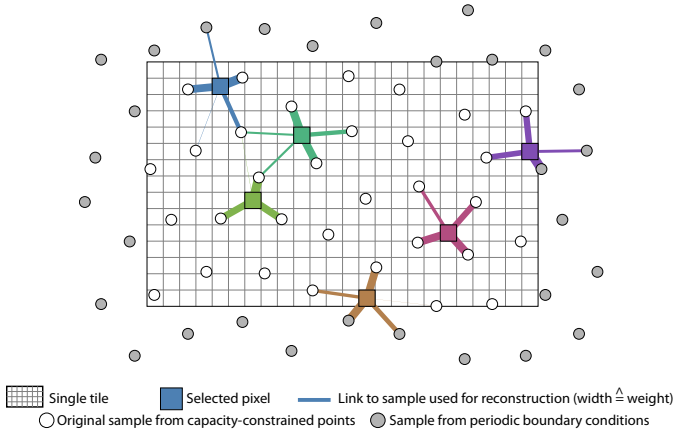 Single tile Selected pixel Link to sample used for reconstruction (width ≙ weight)
Original sample from capacity-constrained points Sample from periodic boundary conditions